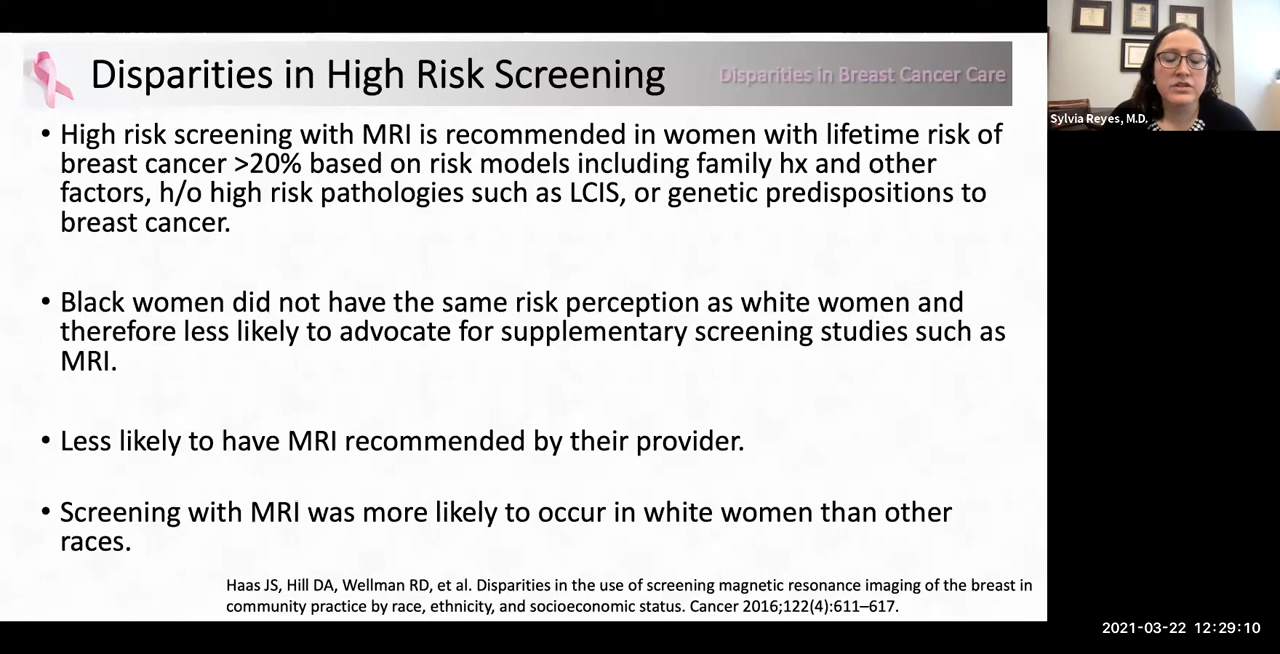 Disparities in High Risk Screening
Disparities in Breast Cancer Care
Sylvia Reyes, M.D.
• High risk screening with MRI is recommended in women with lifetime risk of
breast cancer >20% based on risk models including family hx and other
factors, h/o high risk pathologies such as LCIS, or genetic predispositions to
breast cancer.
• Black women did not have the same risk perception as white women and
therefore less likely to advocate for supplementary screening studies such as
MRI.
• Less likely to have MRI recommended by their provider.
• Screening with MRI was more likely to occur in white women than other
races.
Haas JS, Hill DA, Wellman RD, et al. Disparities in the use of screening magnetic resonance imaging of the breast in
community practice by race, ethnicity, and socioeconomic status. Cancer 2016;122(4):611–617.
2021-03-22 12:29:10